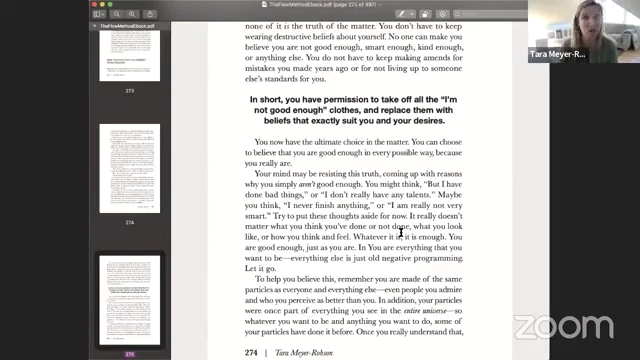 TheFlowMethodEbook.pdf
TheFlowMethodEbook.pdf (page 275 of 497)
TheFlowMethodEbook.pdf
273
274
275
none of it is the truth of the matter. You don't have to keep
wearing destructive beliefs about yourself. No one can make you
believe you are not good enough, smart enough, kind enough,
or anything else. You do not have to keep making amends for
mistakes you made years ago or for not living up to someone
else's standards for you.
In short, you have permission to take off all the "I'm
not good enough" clothes, and replace them with
beliefs that exactly suit you and your desires.
You now have the ultimate choice in the matter. You can choose
to believe that you are good enough in every possible way, because
you really are.
Your mind may be resisting this truth, coming up with reasons
why you simply aren't good enough. You might think, "But I have
done bad things," or "I don't really have any talents." Maybe
you think, "I never finish anything," or "I am really not very
smart." Try to put these thoughts aside for now. It really doesn't
matter what you think you've done or not done, what you look
like, or how you think and feel. Whatever it is, it is enough. You
are good enough, just as you are. In You are everything that you
want to be—everything else is just old negative programming.
Let it go.
To help you believe this, remember you are made of the same
particles as everyone and everything else—even people you admire
and who you perceive as better than you. In addition, your particles
were once part of everything you see in the entire universe—so
whatever you want to be and anything you want to do, some of
your particles have done it before. Once you really understand that,
274 Tara Meyer-Robson
Tara Meyer-R...
zoom